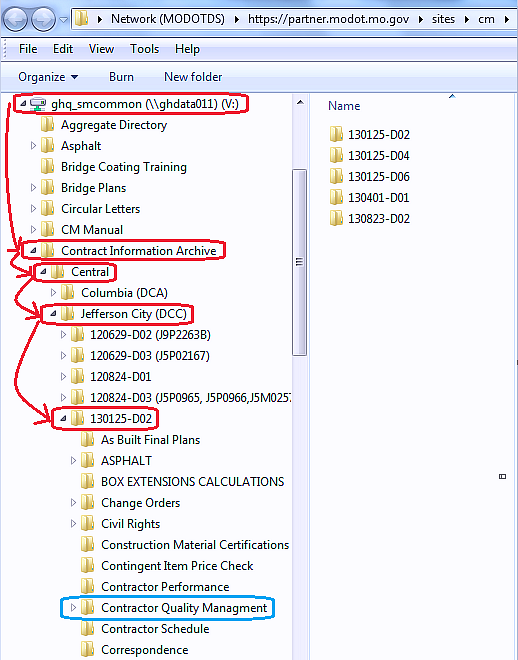 Network (MODOTDS) https://partner.modot.mo.gov sites cm
File Edit View Tools Help
Organize Burn New folder
ghq_smcommon (\\ghdata011) (V:)
Aggregate Directory
Asphalt
Bridge Coating Training
Bridge Plans
Circular Letters
CM Manual
Contract Information Archive
Central
Columbia (DCA)
Jefferson City (DCC)
120629-D02 (J9P2263B)
120629-D03 (J5P02167)
120824-D01
120824-D03 (J5P0965, J5P0966,J5M0257
130125-D02
As Built Final Plans
ASPHALT
BOX EXTENSIONS CALCULATIONS
Change Orders
Civil Rights
Construction Material Certifications
Contingent Item Price Check
Contractor Performance
Contractor Quality Managment
Contractor Schedule
Correspondence
Name
130125-D02
130125-D04
130125-D06
130401-D01
130823-D02